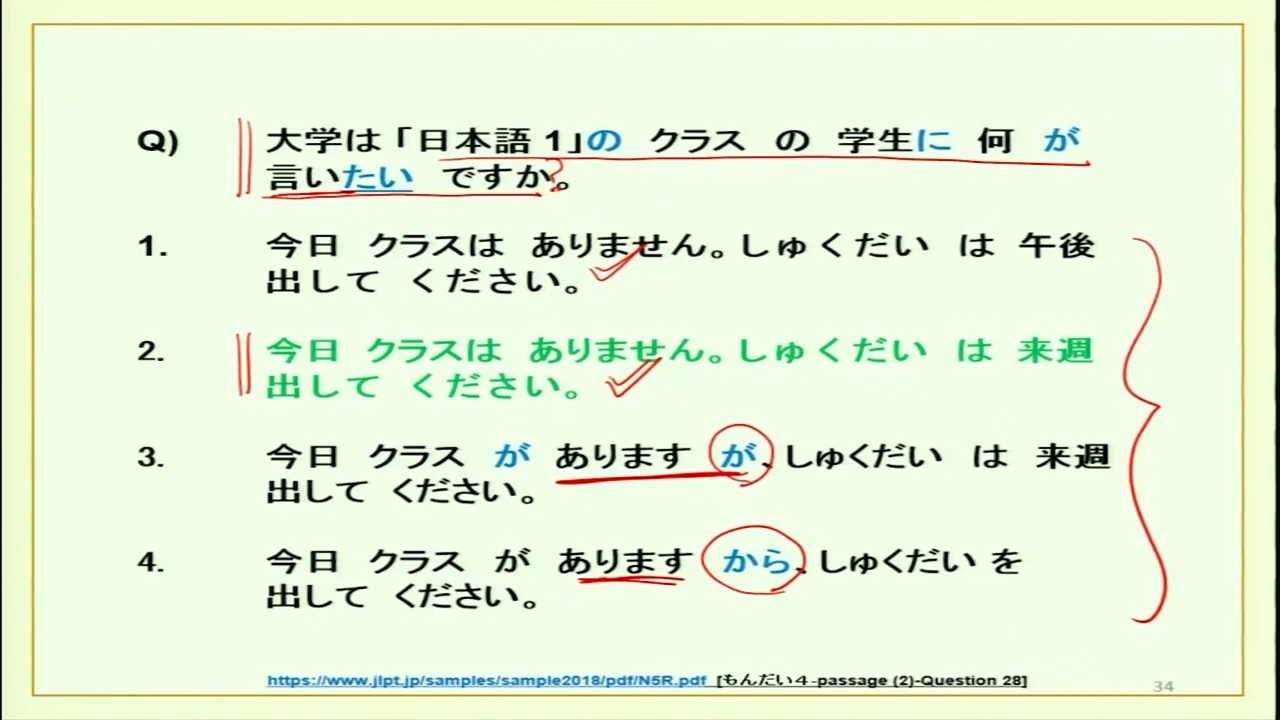 Q) 大学は「日本語１」の クラス の 学生に 何 が
言いたい ですか。
1. 今日 クラスは ありません。しゅくだい は 午後
出して ください。
2. 今日 クラスは ありません。しゅくだい は 来週
出して ください。
3. 今日 クラス が あります が、しゅくだい は 来週
出して ください。
4. 今日 クラス が あります から、しゅくだい を
出して ください。
https://www.jlpt.jp/samples/sample2018/pdf/N5R.pdf [もんだい４-passage (2)-Question 28]
34